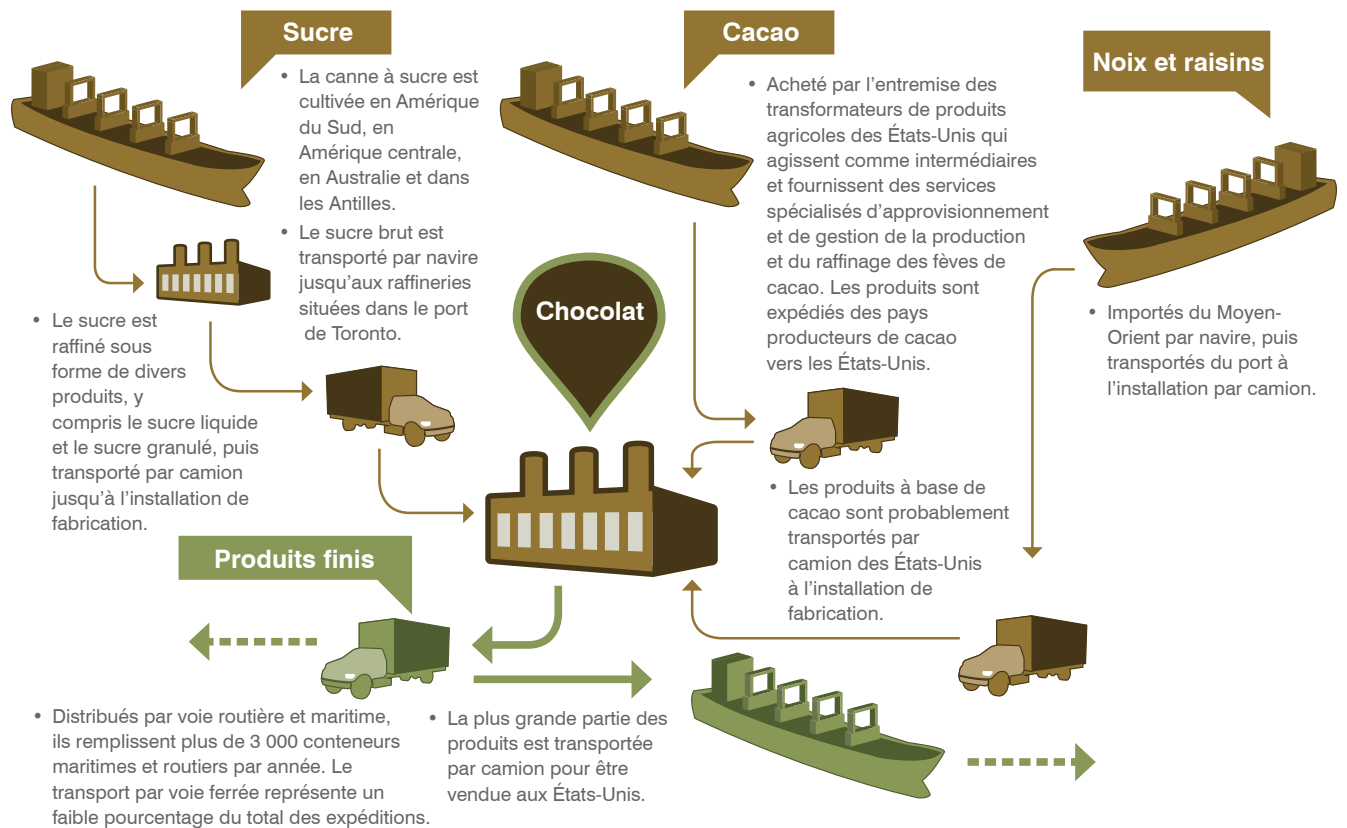 Sucre
• La canne à sucre est
cultivée en Amérique
du Sud, en
Amérique centrale,
en Australie et dans
les Antilles.
• Le sucre brut est
transporté par navire
jusqu’aux raffineries
situées dans le port
de Toronto.
• Le sucre est
raffiné sous
forme de divers
produits, y
compris le sucre liquide
et le sucre granulé, puis
transporté par camion
jusqu’à l’installation de
fabrication.
Cacao
• Acheté par l’entremise des
transformateurs de produits
agricoles des États-Unis qui
agissent comme intermédiaires
et fournissent des services
spécialisés d’approvisionnement
et de gestion de la production
et du raffinage des fèves de
cacao. Les produits sont
expédiés des pays
producteurs de cacao
vers les États-Unis.
• Les produits à base de
cacao sont probablement
transportés par
camion des États-Unis
à l’installation de
fabrication.
Noix et raisins
• Importés du Moyen-
Orient par navire, puis
transportés du port à
l’installation par camion.
Chocolat
Produits finis
• Distribués par voie routière et maritime,
ils remplissent plus de 3 000 conteneurs
maritimes et routiers par année. Le
transport par voie ferrée représente un
faible pourcentage du total des expéditions.
• La plus grande partie des
produits est transportée
par camion pour être
vendue aux États-Unis.